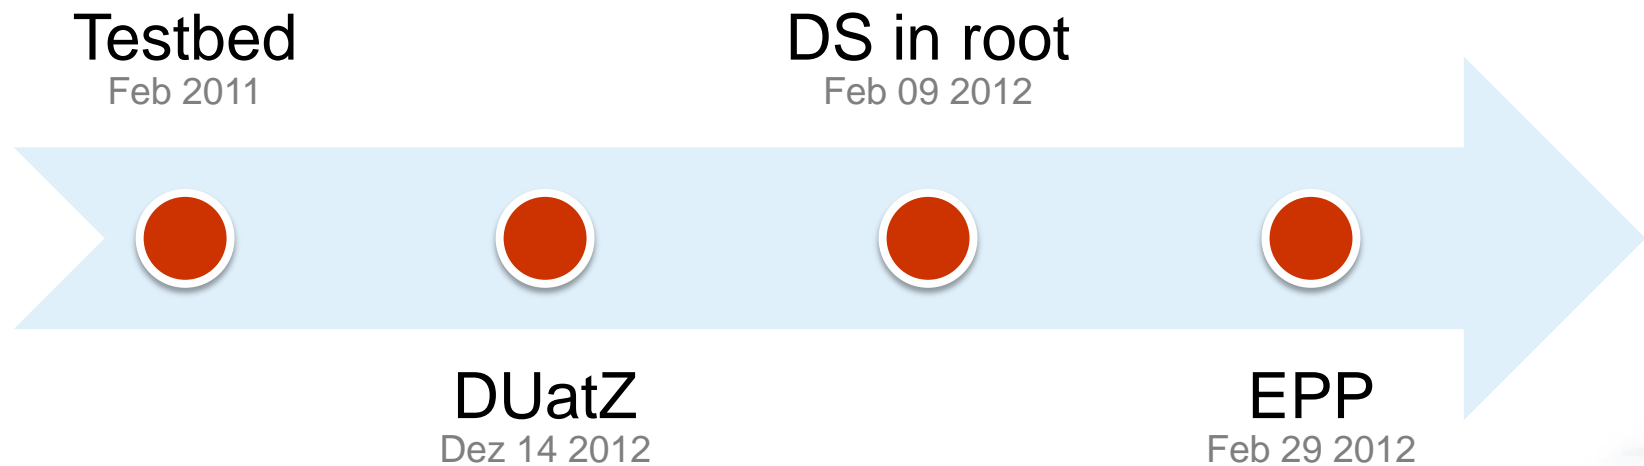 Testbed
Feb 2011
DUatZ
Dez 14 2012
DS in root
Feb 09 2012
EPP
Feb 29 2012